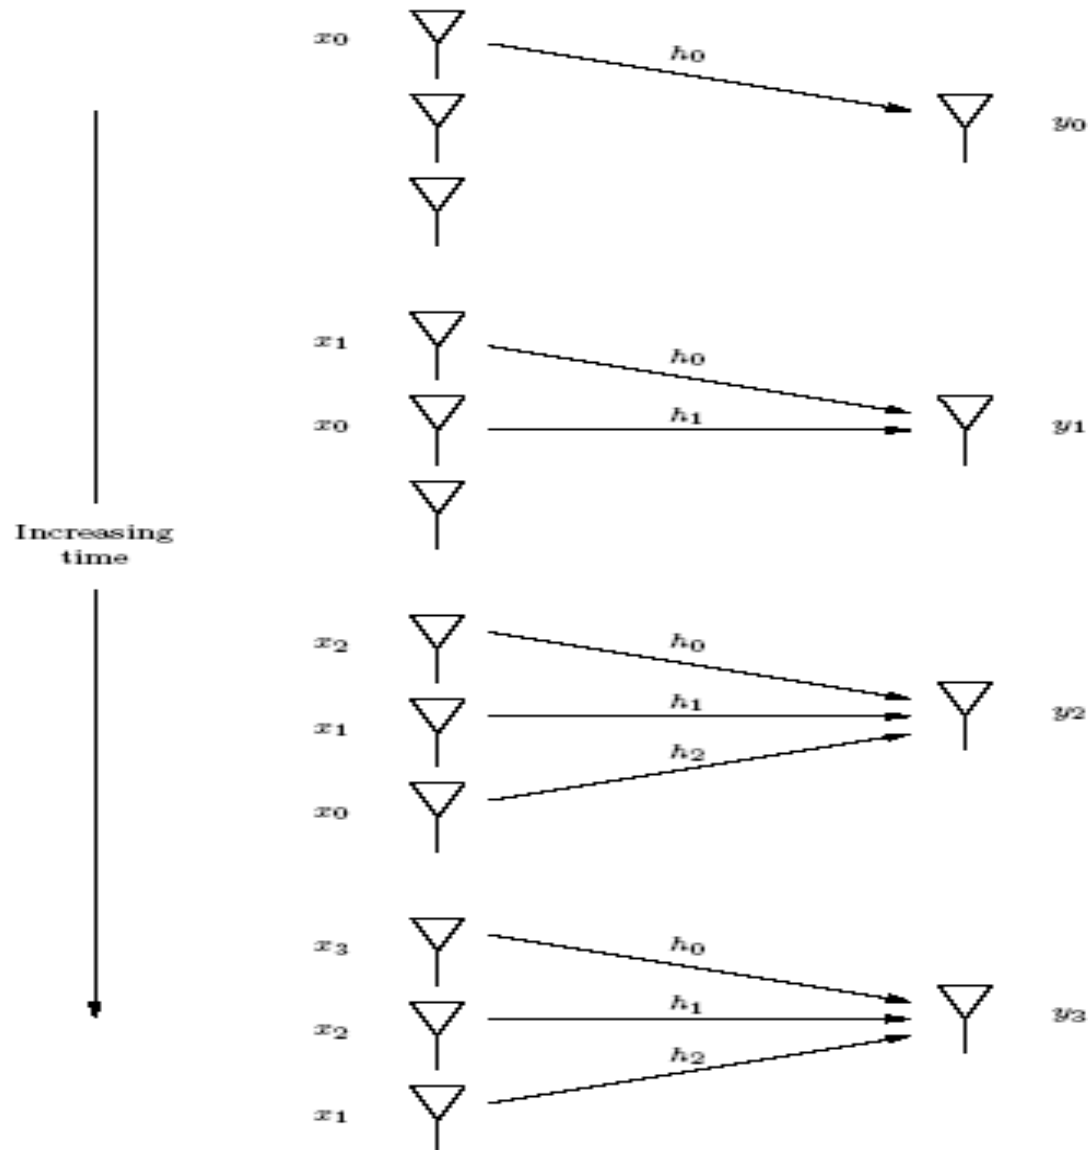 x₀
h₀
y₀
x₁
h₀
x₀
h₁
y₁
Increasing
time
x₂
h₀
x₁
h₁
y₂
h₂
x₀
x₃
h₀
x₂
h₁
y₃
h₂
x₁